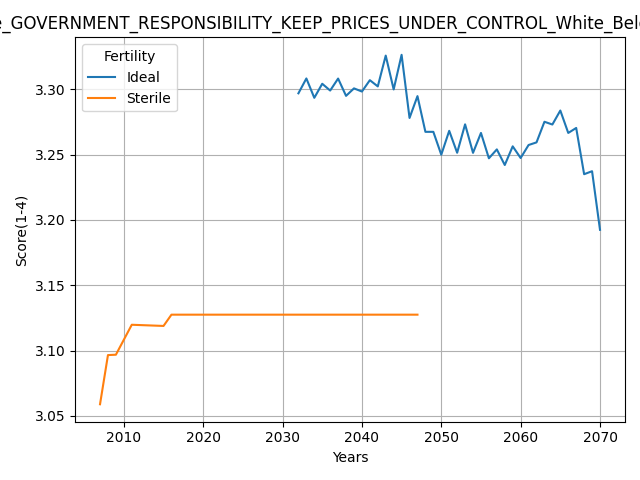 GOVERNMENT_RESPONSIBILITY_KEEP_PRICES_UNDER_CONTROL_White_
Fertility
Ideal
Sterile
3.30
3.25
3.20
3.15
3.10
3.05
Score(1-4)
2010 2020 2030 2040 2050 2060 2070
Years